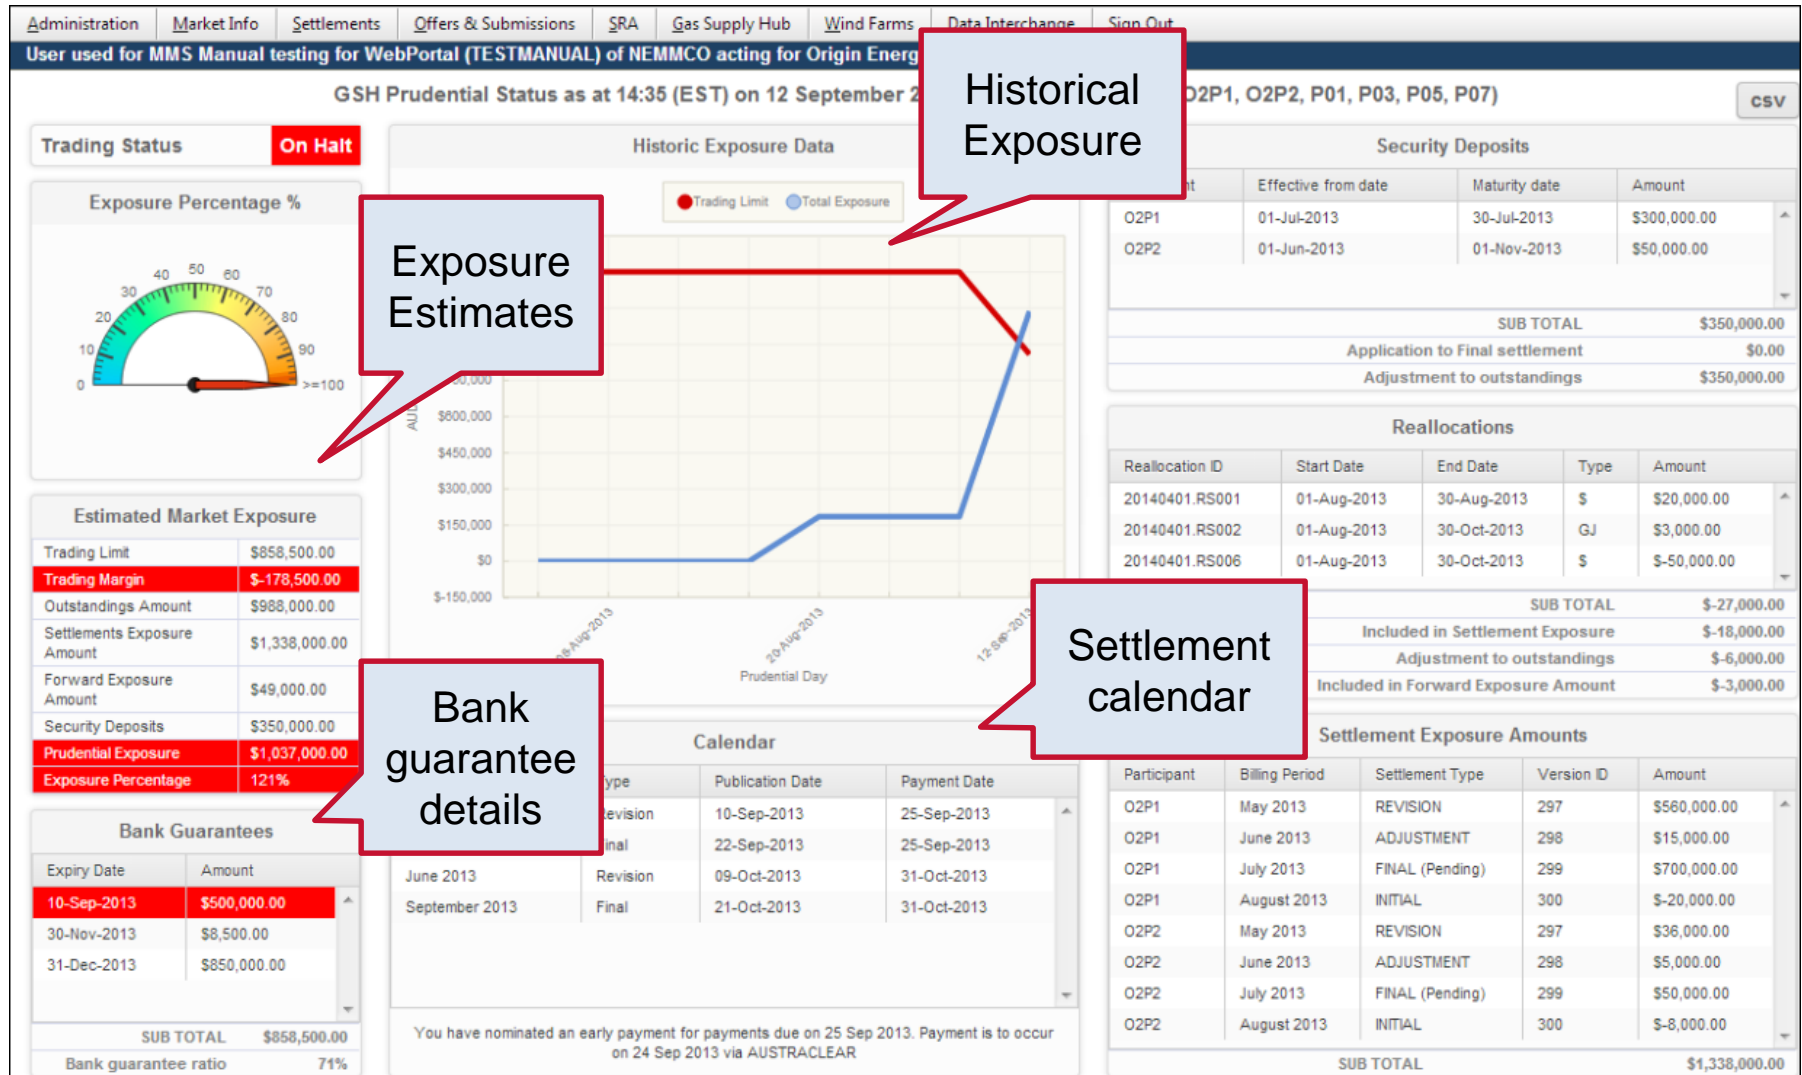 Administration Market Info Settlements Offers & Submissions SRA Gas Supply Hub Wind Farms Data Interchange Sign Out
User used for MMS Manual testing for WebPortal (TESTMANUAL) of NEMMCO acting for Origin Energ
GSH Prudential Status as at 14:35 (EST) on 12 September 2 O2P1, O2P2, P01, P03, P05, P07)
CSV
Trading Status On Halt
Exposure Percentage %
0 10 20 30 40 50 60 70 80 90 >=100
Exposure
Estimates
Estimated Market Exposure
Trading Limit $858,500.00
Trading Margin $-178,500.00
Outstandings Amount $988,000.00
Settlements Exposure
Amount $1,338,000.00
Forward Exposure
Amount $49,000.00
Security Deposits $350,000.00
Prudential Exposure $1,037,000.00
Exposure Percentage 121%
Bank Guarantees
Expiry Date Amount
10-Sep-2013 $500,000.00
30-Nov-2013 $8,500.00
31-Dec-2013 $850,000.00
SUB TOTAL $858,500.00
Bank guarantee ratio 71%
Bank
guarantee
details
Historic Exposure Data
Trading Limit Total Exposure
Historical
Exposure
$600,000
$450,000
$300,000
$150,000
$0
$-150,000
08-Aug-2013 20-Aug-2013 12-Sep-2013
Prudential Day
Settlement
calendar
Calendar
Type Publication Date Payment Date
Revision 10-Sep-2013 25-Sep-2013
Final 22-Sep-2013 25-Sep-2013
June 2013 Revision 09-Oct-2013 31-Oct-2013
September 2013 Final 21-Oct-2013 31-Oct-2013
You have nominated an early payment for payments due on 25 Sep 2013. Payment is to occur
on 24 Sep 2013 via AUSTRACLEAR
Security Deposits
Effective from date Maturity date Amount
O2P1 01-Jul-2013 30-Jul-2013 $300,000.00
O2P2 01-Jun-2013 01-Nov-2013 $50,000.00
SUB TOTAL $350,000.00
Application to Final settlement $0.00
Adjustment to outstandings $350,000.00
Reallocations
Reallocation ID Start Date End Date Type Amount
20140401.RS001 01-Aug-2013 30-Aug-2013 $ $20,000.00
20140401.RS002 01-Aug-2013 30-Oct-2013 GJ $3,000.00
20140401.RS006 01-Aug-2013 30-Oct-2013 $ $-50,000.00
SUB TOTAL $-27,000.00
Included in Settlement Exposure $-18,000.00
Adjustment to outstandings $-6,000.00
Included in Forward Exposure Amount $-3,000.00
Settlement Exposure Amounts
Participant Billing Period Settlement Type Version ID Amount
O2P1 May 2013 REVISION 297 $560,000.00
O2P1 June 2013 ADJUSTMENT 298 $15,000.00
O2P1 July 2013 FINAL (Pending) 299 $700,000.00
O2P1 August 2013 INITIAL 300 $-20,000.00
O2P2 May 2013 REVISION 297 $36,000.00
O2P2 June 2013 ADJUSTMENT 298 $5,000.00
O2P2 July 2013 FINAL (Pending) 299 $50,000.00
O2P2 August 2013 INITIAL 300 $-8,000.00
SUB TOTAL $1,338,000.00